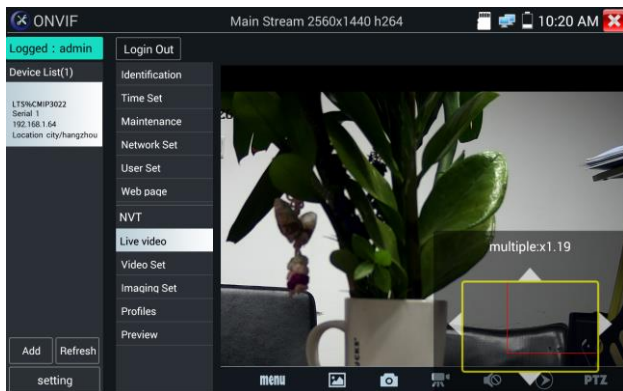 ONVIF
Main Stream 2560x1440 h264
10:20 AM
Logged : admin
Login Out
Device List(1)
LTS%CMIP3022
Serial 1
192.168.1.64
Location city/hangzhou
Identification
Time Set
Maintenance
Network Set
User Set
Web page
NVT
Live video
Video Set
Imaging Set
Profiles
Preview
Add
Refresh
setting
multiple:x1.19
menu
PTZ